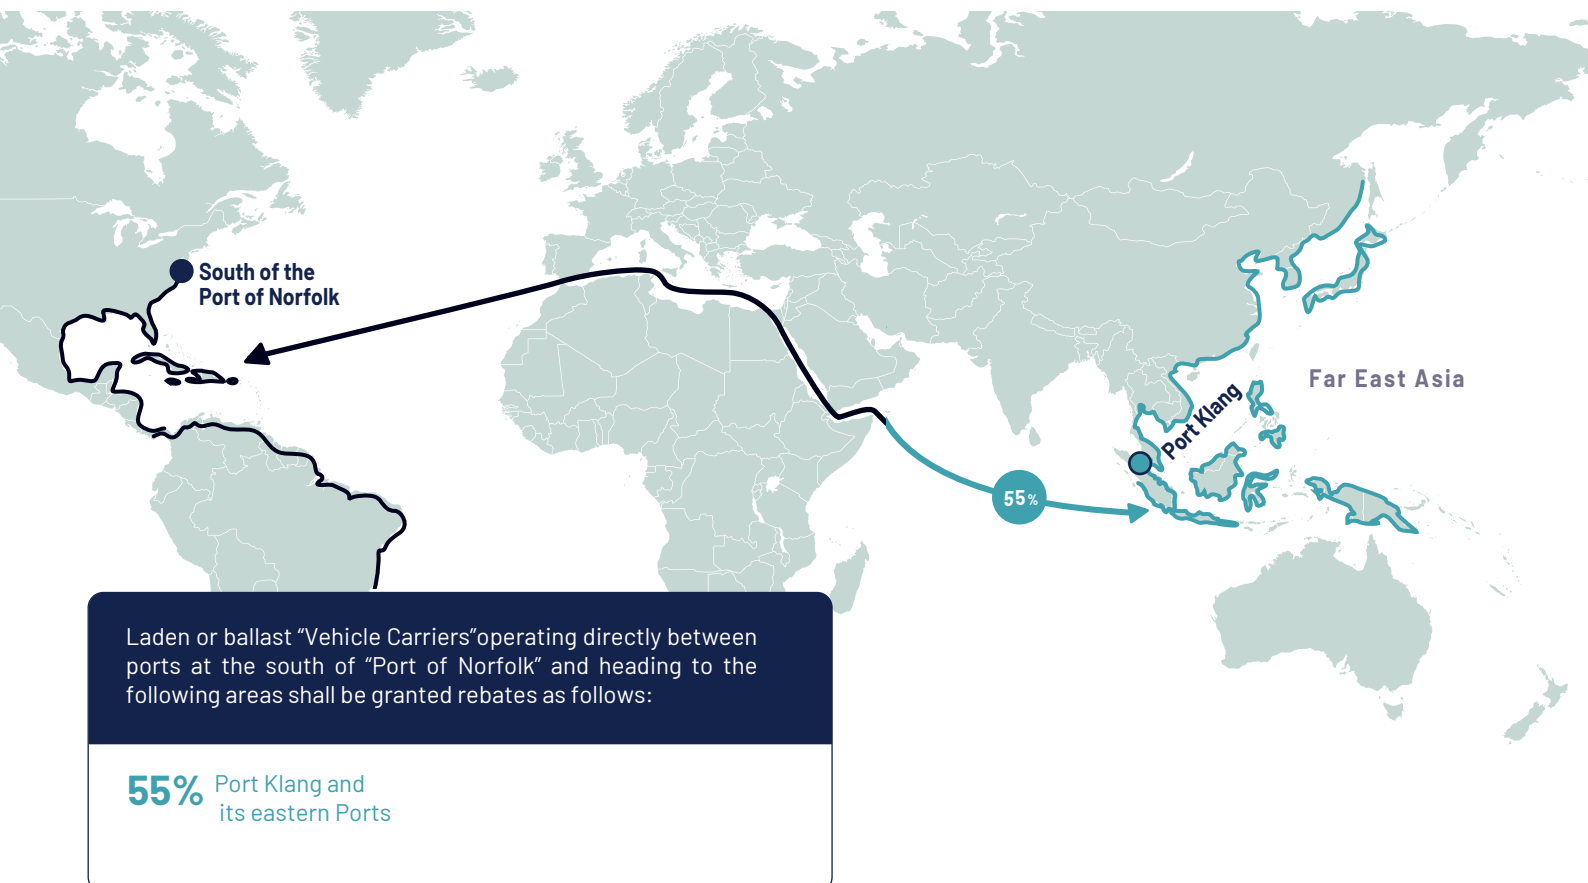 South of the
Port of Norfolk
Far East Asia
Port Klang
55%
Laden or ballast “Vehicle Carriers”operating directly between
ports at the south of “Port of Norfolk” and heading to the
following areas shall be granted rebates as follows:
55% Port Klang and
its eastern Ports